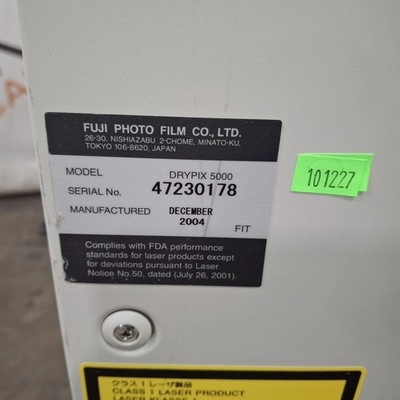 FUJI PHOTO FILM CO., LTD.
26-30, NISHIAZABU 2-CHOME, MINATO-KU,
TOKYO 106-8620, JAPAN
MODEL DRYPIX 5000
SERIAL No. 47230178
MANUFACTURED DECEMBER
2004 FIT
Complies with FDA performance
standards for laser products except
for deviations pursuant to Laser
Notice No.50, dated (July 26, 2001).
101227
クラス1レーザ製品
CLASS 1 LASER PRODUCT
LASER KLASSE 1